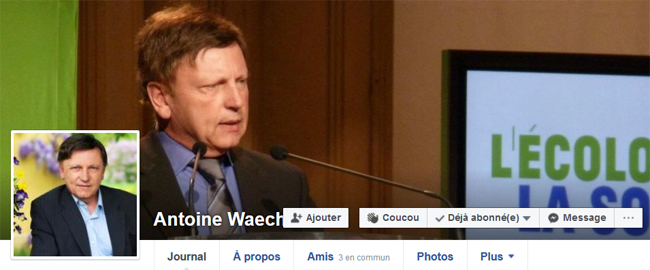 L'ÉCOLO
LA SO
Antoine Waech Ajouter Coucou Déjà abonné(e) Message ...
Journal À propos Amis 3 en commun Photos Plus